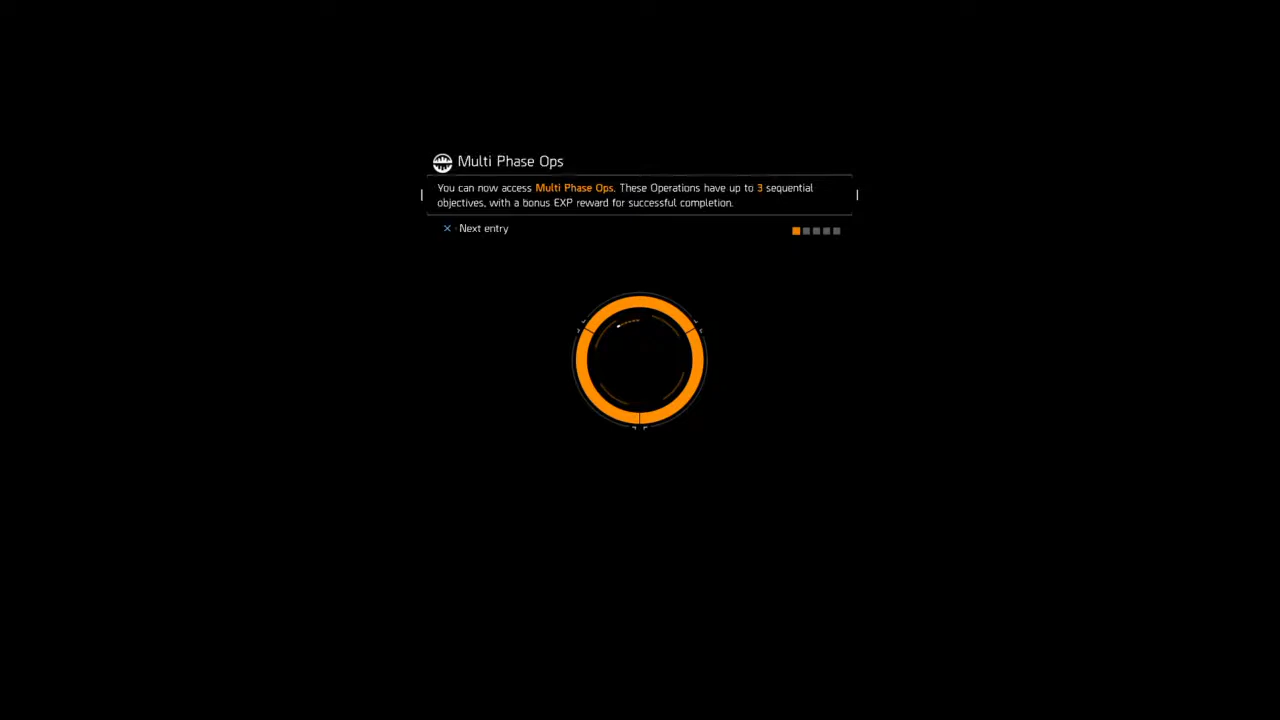 Multi Phase Ops
You can now access Multi Phase Ops. These Operations have up to 3 sequential
objectives, with a bonus EXP reward for successful completion.
Next entry